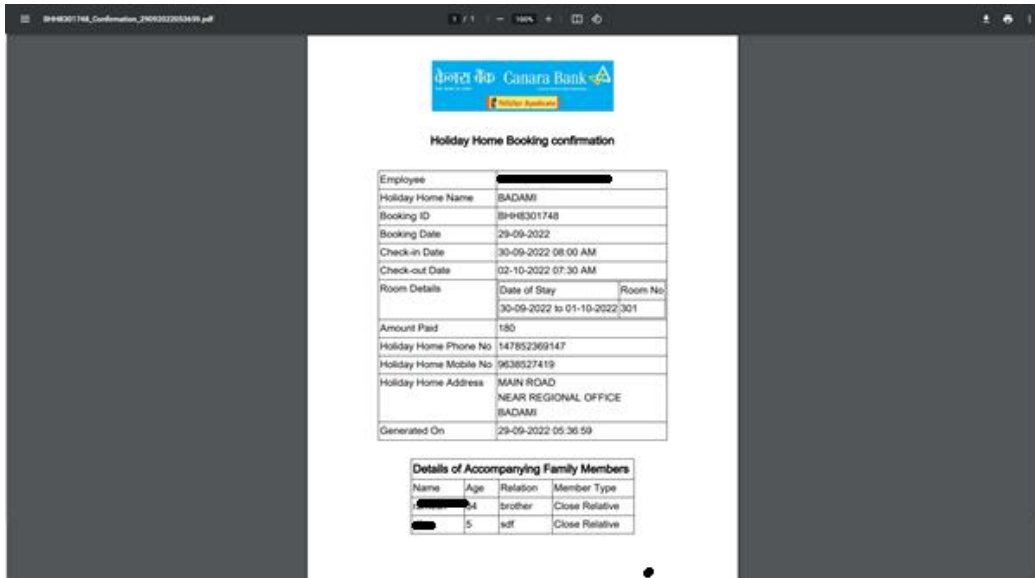 BHH8301748_Confirmation_29092022053659.pdf
1 / 1
100%
केनरा बैंक Canara Bank
Syndicate
Holiday Home Booking confirmation
Employee
Holiday Home Name BADAMI
Booking ID BHH8301748
Booking Date 29-09-2022
Check-in Date 30-09-2022 08:00 AM
Check-out Date 02-10-2022 07:30 AM
Room Details Date of Stay Room No
30-09-2022 to 01-10-2022 301
Amount Paid 180
Holiday Home Phone No 147852369147
Holiday Home Mobile No 9638527419
Holiday Home Address MAIN ROAD
NEAR REGIONAL OFFICE
BADAMI
Generated On 29-09-2022 05:36:59
Details of Accompanying Family Members
Name Age Relation Member Type
brother Close Relative
5 sdf Close Relative